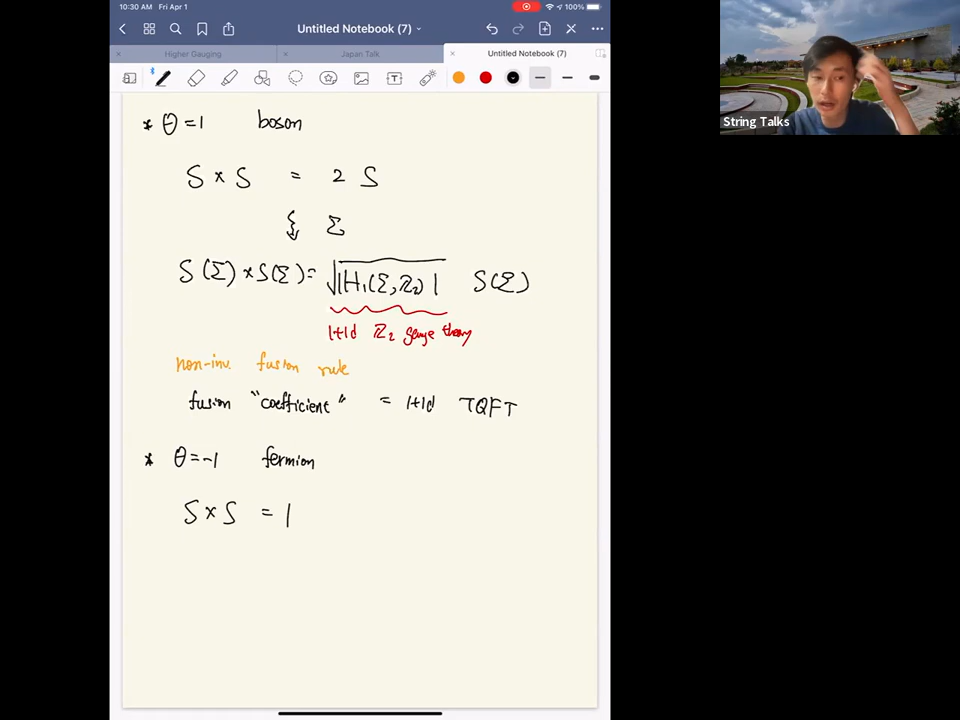 10:30 AM Fri Apr 1
100%
Untitled Notebook (7)
Higher Gauging
Japan Talk
Untitled Notebook (7)
* θ = 1 boson
S × S = 2 S
⇝ Σ
S(Σ) × S(Σ) = √|H₁(Σ, ℤ₂)| S(Σ)
1+1d ℤ₂ gauge theory
non-inv. fusion rule
fusion "coefficient" = 1+1d TQFT
* θ = -1 fermion
S × S = 1
String Talks